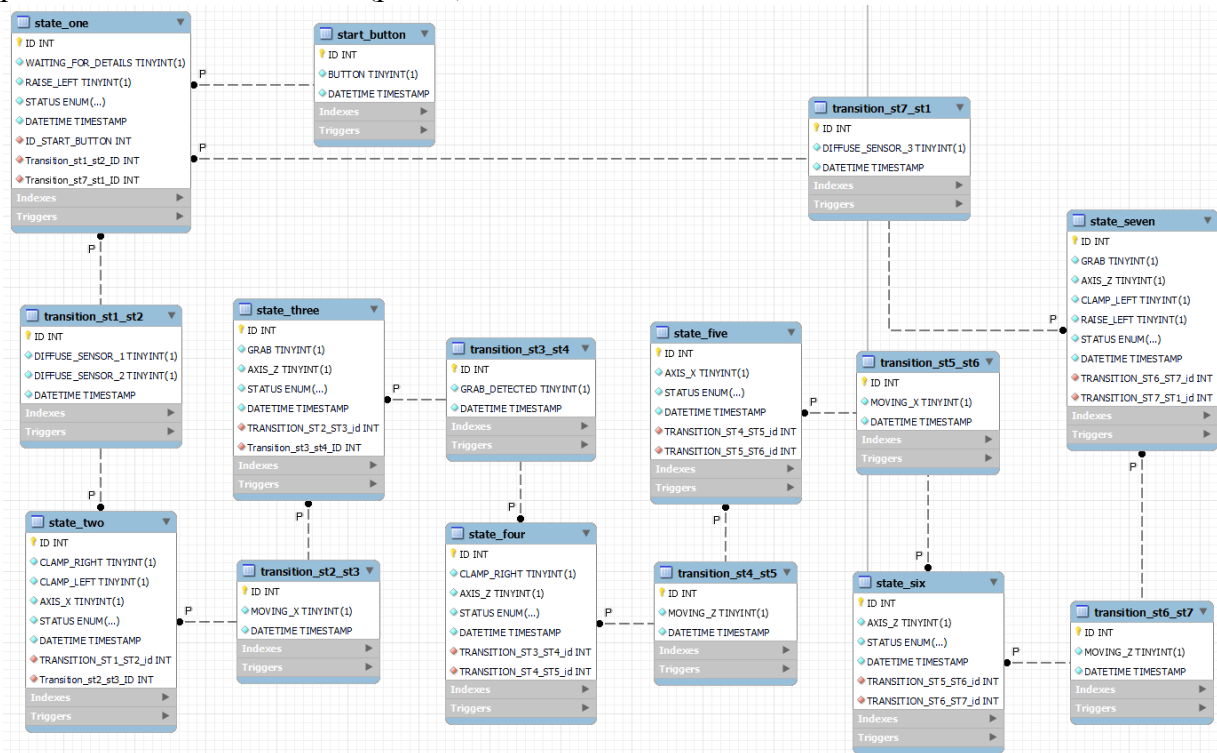 state_one
ID INT
WAITING_FOR_DETAILS TINYINT(1)
RAISE_LEFT TINYINT(1)
STATUS ENUM(...)
DATETIME TIMESTAMP
ID_START_BUTTON INT
Transition_st1_st2_ID INT
Transition_st7_st1_ID INT
Indexes
Triggers
P
start_button
ID INT
BUTTON TINYINT(1)
DATETIME TIMESTAMP
Indexes
Triggers
P
transition_st7_st1
ID INT
DIFFUSE_SENSOR_3 TINYINT(1)
DATETIME TIMESTAMP
Indexes
Triggers
P
state_seven
ID INT
GRAB TINYINT(1)
AXIS_Z TINYINT(1)
CLAMP_LEFT TINYINT(1)
RAISE_LEFT TINYINT(1)
STATUS ENUM(...)
DATETIME TIMESTAMP
TRANSITION_ST6_ST7_id INT
TRANSITION_ST7_ST1_id INT
Indexes
Triggers
P
P
transition_st1_st2
ID INT
DIFFUSE_SENSOR_1 TINYINT(1)
DIFFUSE_SENSOR_2 TINYINT(1)
DATETIME TIMESTAMP
Indexes
Triggers
P
state_three
ID INT
GRAB TINYINT(1)
AXIS_Z TINYINT(1)
STATUS ENUM(...)
DATETIME TIMESTAMP
TRANSITION_ST2_ST3_id INT
Transition_st3_st4_ID INT
Indexes
Triggers
P
P
transition_st3_st4
ID INT
GRAB_DETECTED TINYINT(1)
DATETIME TIMESTAMP
Indexes
Triggers
P
state_five
ID INT
AXIS_X TINYINT(1)
STATUS ENUM(...)
DATETIME TIMESTAMP
TRANSITION_ST4_ST5_id INT
TRANSITION_ST5_ST6_id INT
Indexes
Triggers
P
P
transition_st5_st6
ID INT
MOVING_X TINYINT(1)
DATETIME TIMESTAMP
Indexes
Triggers
P
state_two
ID INT
CLAMP_RIGHT TINYINT(1)
CLAMP_LEFT TINYINT(1)
AXIS_X TINYINT(1)
STATUS ENUM(...)
DATETIME TIMESTAMP
TRANSITION_ST1_ST2_id INT
Transition_st2_st3_ID INT
Indexes
Triggers
P
transition_st2_st3
ID INT
MOVING_X TINYINT(1)
DATETIME TIMESTAMP
Indexes
Triggers
state_four
ID INT
CLAMP_RIGHT TINYINT(1)
AXIS_Z TINYINT(1)
STATUS ENUM(...)
DATETIME TIMESTAMP
TRANSITION_ST3_ST4_id INT
TRANSITION_ST4_ST5_id INT
Indexes
Triggers
P
transition_st4_st5
ID INT
MOVING_Z TINYINT(1)
DATETIME TIMESTAMP
Indexes
Triggers
state_six
ID INT
AXIS_Z TINYINT(1)
STATUS ENUM(...)
DATETIME TIMESTAMP
TRANSITION_ST5_ST6_id INT
TRANSITION_ST6_ST7_id INT
Indexes
Triggers
P
transition_st6_st7
ID INT
MOVING_Z TINYINT(1)
DATETIME TIMESTAMP
Indexes
Triggers